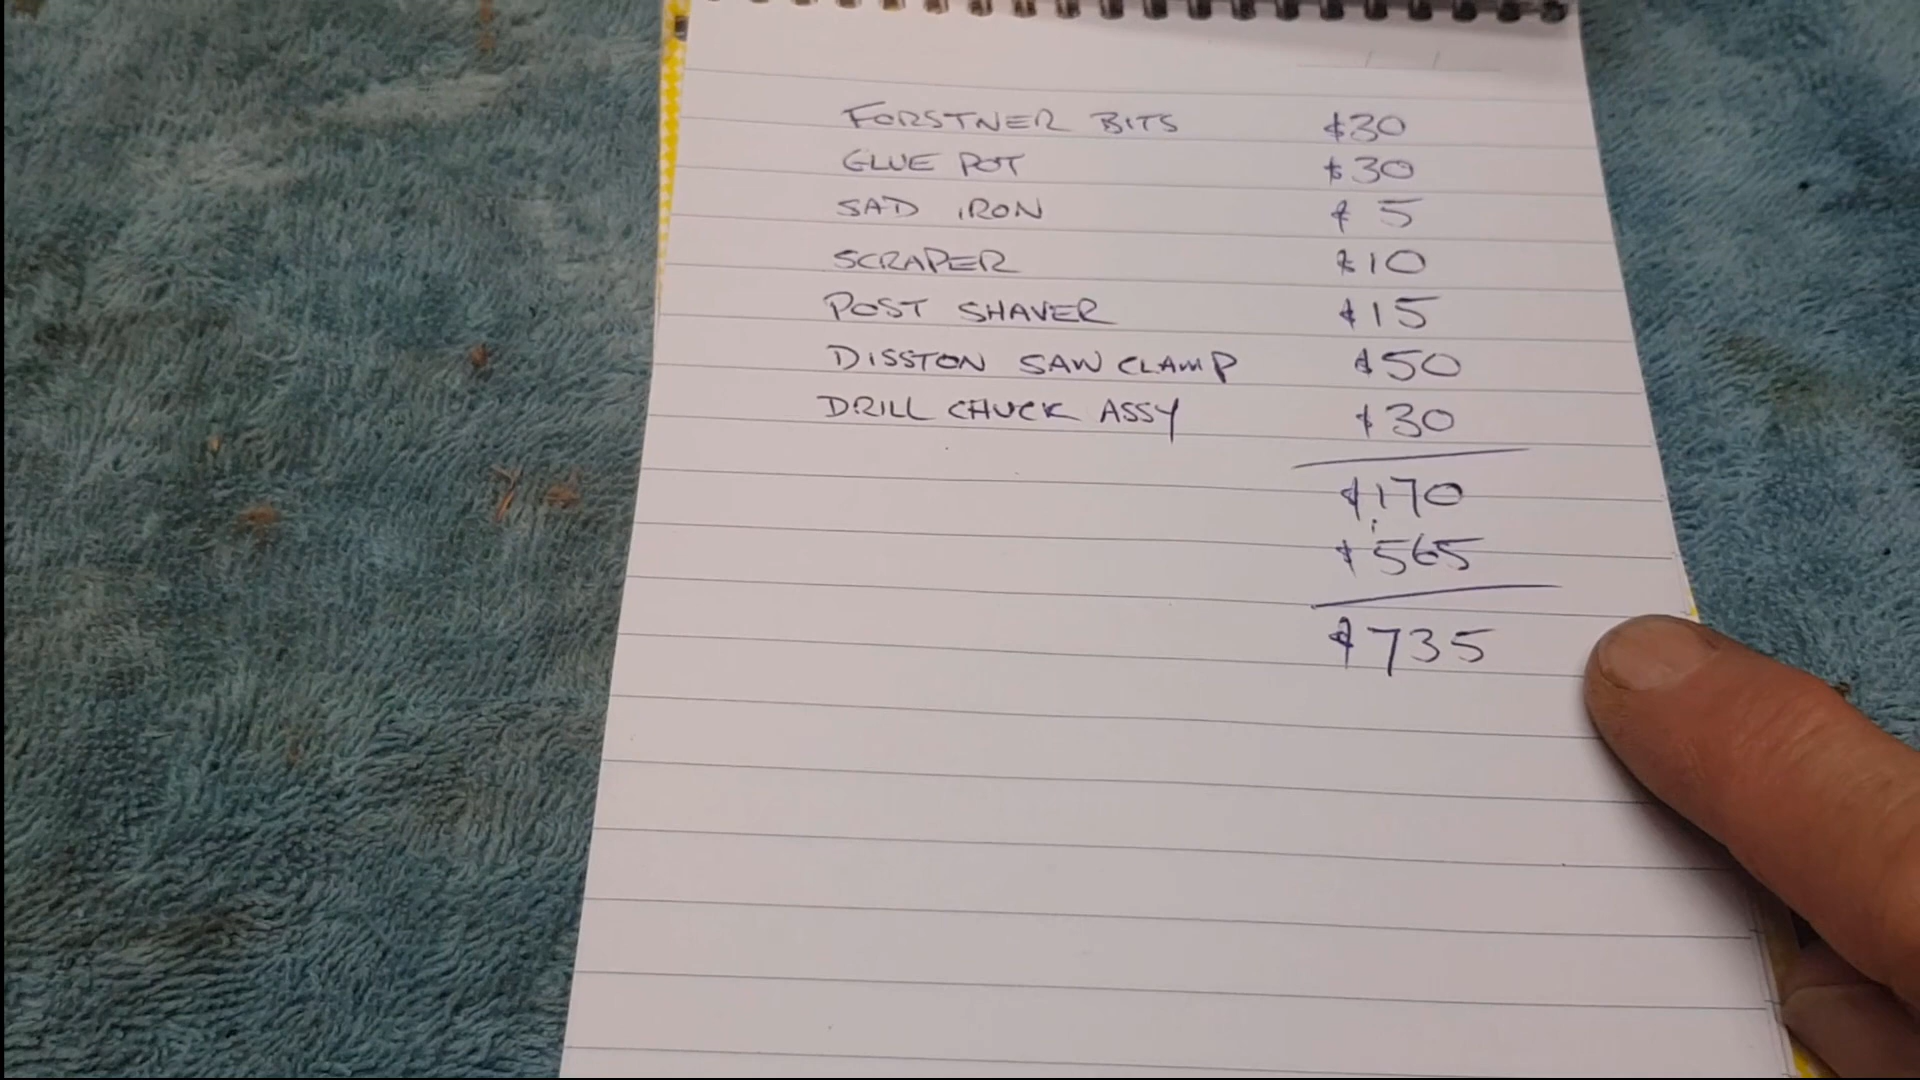 FORSTNER BITS $30
GLUE POT $30
SAD IRON $ 5
SCRAPER $10
POST SHAVER $15
DISSTON SAW CLAMP $50
DRILL CHUCK ASSY $30
$170
$565
$735